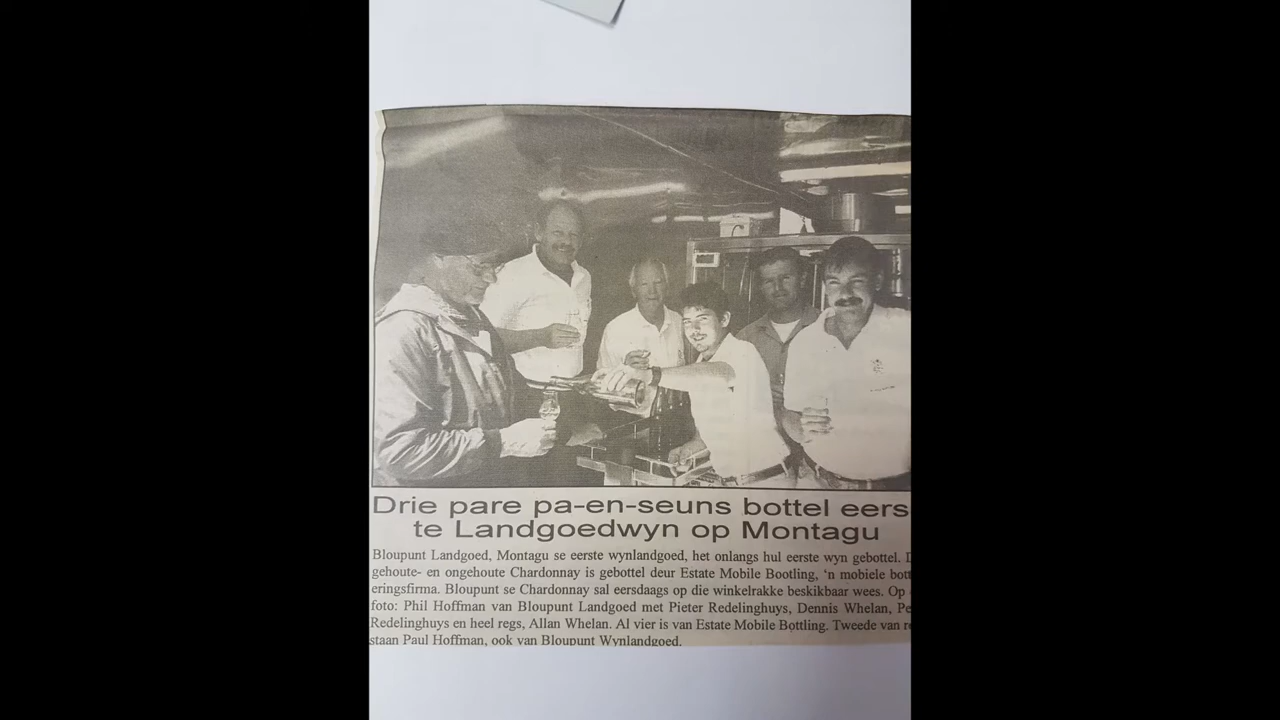 Drie pare pa-en-seuns bottel eers
te Landgoedwyn op Montagu
Bloupunt Landgoed, Montagu se eerste wynlandgoed, het onlangs hul eerste wyn gebottel. D
gehoute- en ongehoute Chardonnay is gebottel deur Estate Mobile Bootling, 'n mobiele bott
eringsfirma. Bloupunt se Chardonnay sal eersdaags op die winkelrakke beskikbaar wees. Op
foto: Phil Hoffman van Bloupunt Landgoed met Pieter Redelinghuys, Dennis Whelan, Pe
Redelinghuys en heel regs, Allan Whelan. Al vier is van Estate Mobile Bottling. Tweede van re
staan Paul Hoffman, ook van Bloupunt Wynlandgoed.